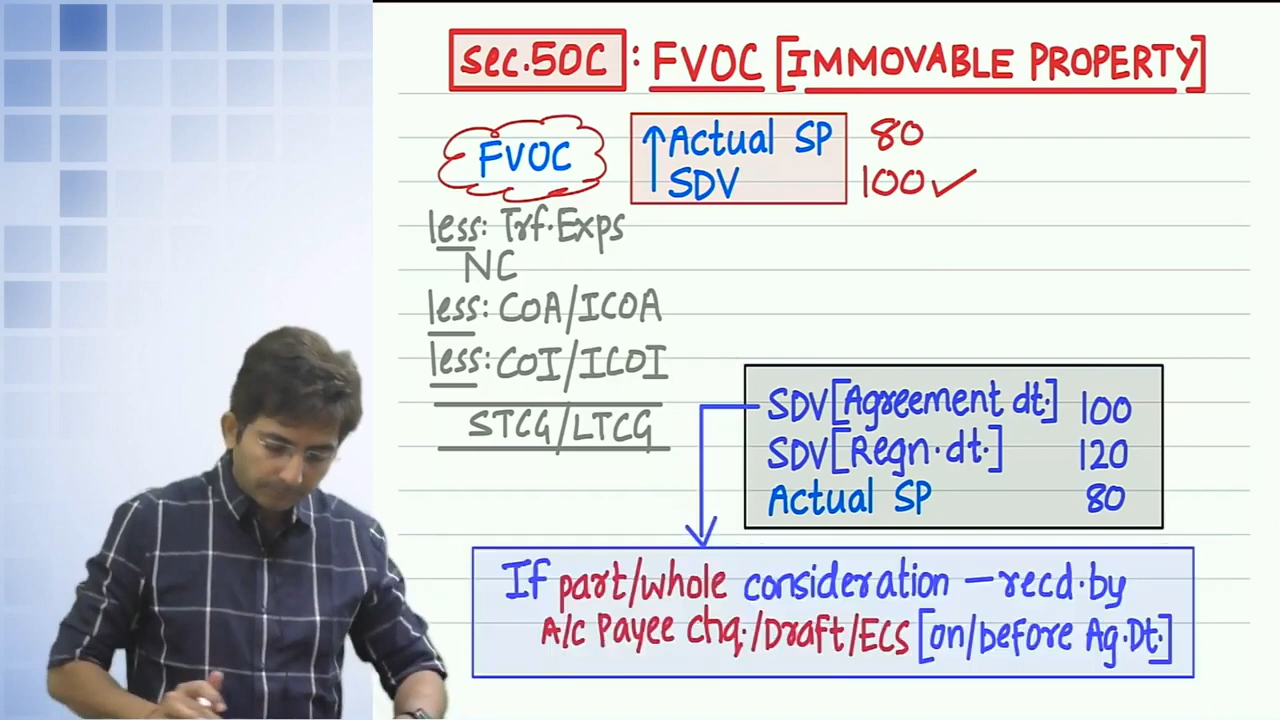 Sec.50C : FVOC [IMMOVABLE PROPERTY]
FVOC ↑ Actual SP 80
SDV 100 ✓
less: Trf.Exps
NC
less: COA/ICOA
less: COI/ICOI
STCG/LTCG
SDV[Agreement dt.] 100
SDV[Regn.dt.] 120
Actual SP 80
If part/whole consideration – recd.by
A/C Payee Chq./Draft/ECS [on/before Ag.Dt.]